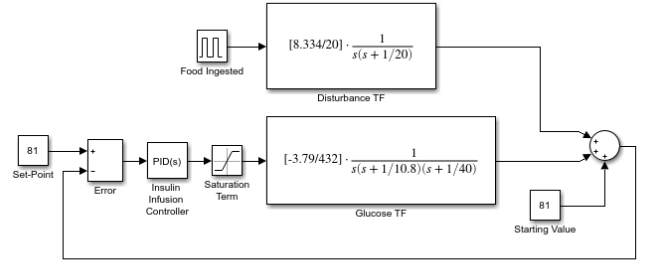 [8.334/20] · 1
s(s + 1/20)
Food Ingested
Disturbance TF
81
Set-Point
+
−
Error
PID(s)
Insulin
Infusion
Controller
Saturation
Term
[-3.79/432] · 1
s(s + 1/10.8)(s + 1/40)
Glucose TF
+
+
+
81
Starting Value